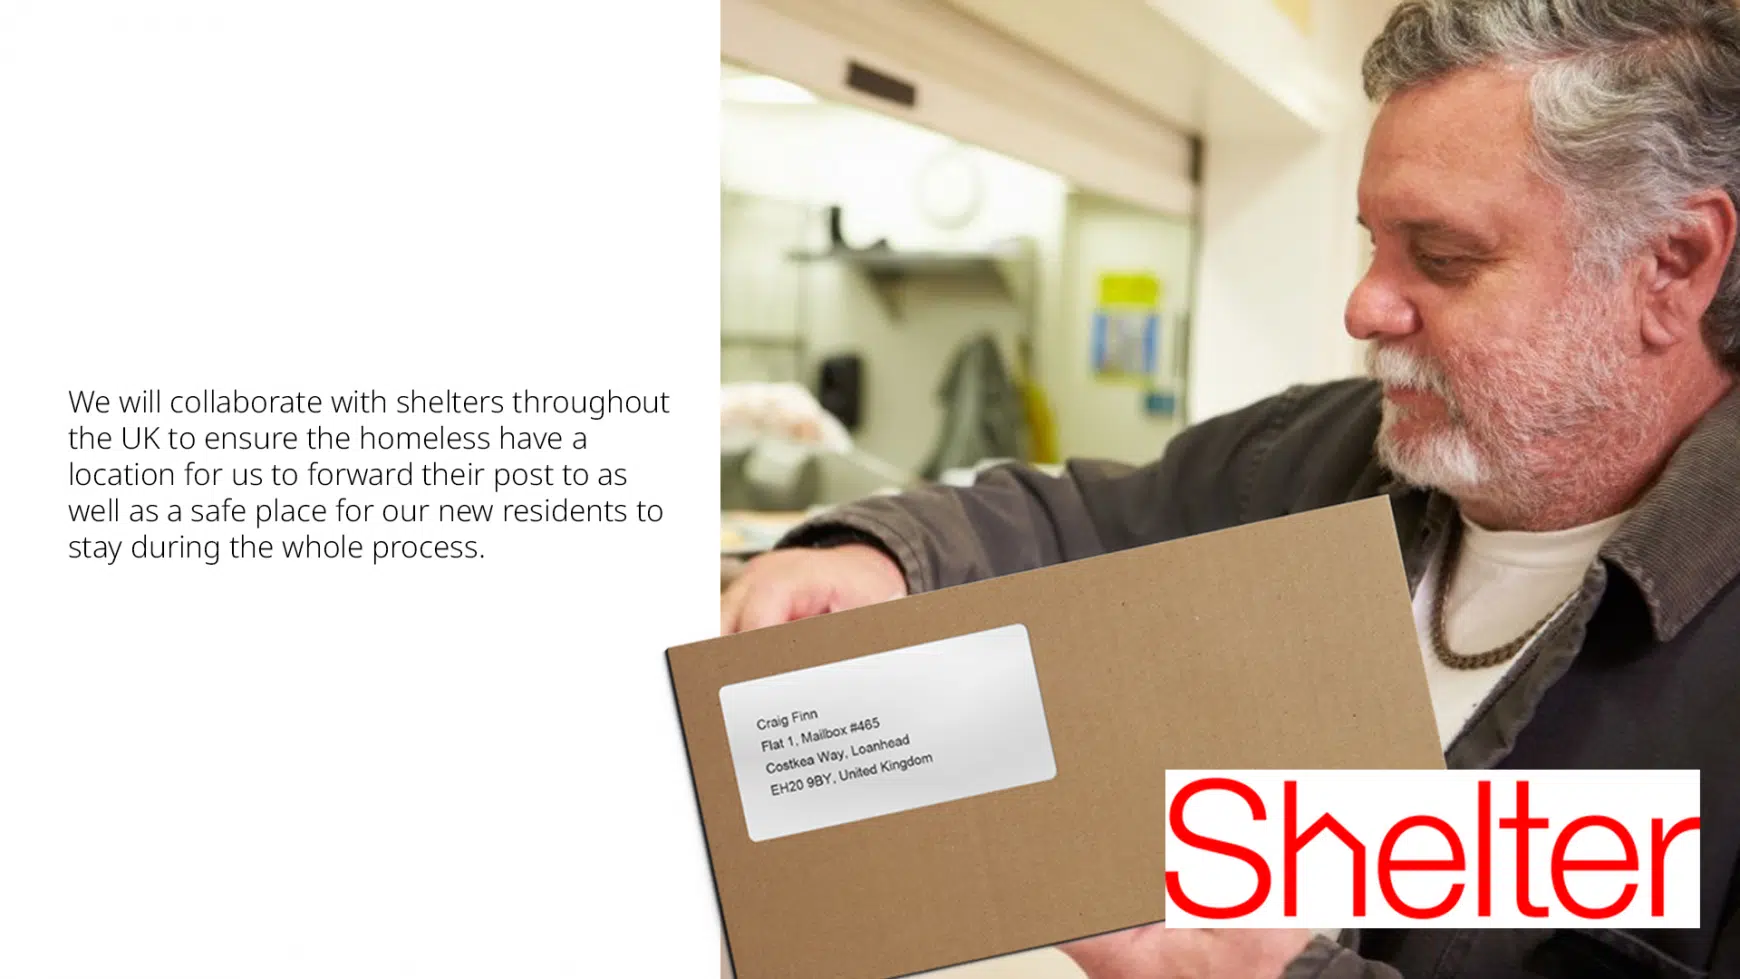 We will collaborate with shelters throughout
the UK to ensure the homeless have a
location for us to forward their post to as
well as a safe place for our new residents to
stay during the whole process.
Craig Finn
Flat 1, Mailbox #465
Costkea Way, Loanhead
EH20 9BY, United Kingdom
Shelter